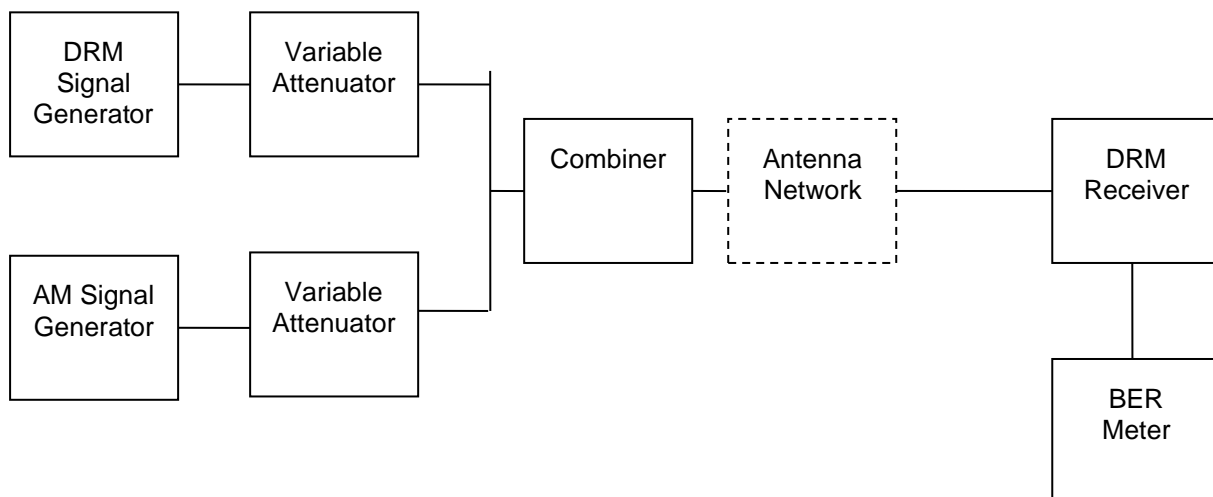 DRM
Signal
Generator
Variable
Attenuator
Combiner
Antenna
Network
DRM
Receiver
AM Signal
Generator
Variable
Attenuator
BER
Meter